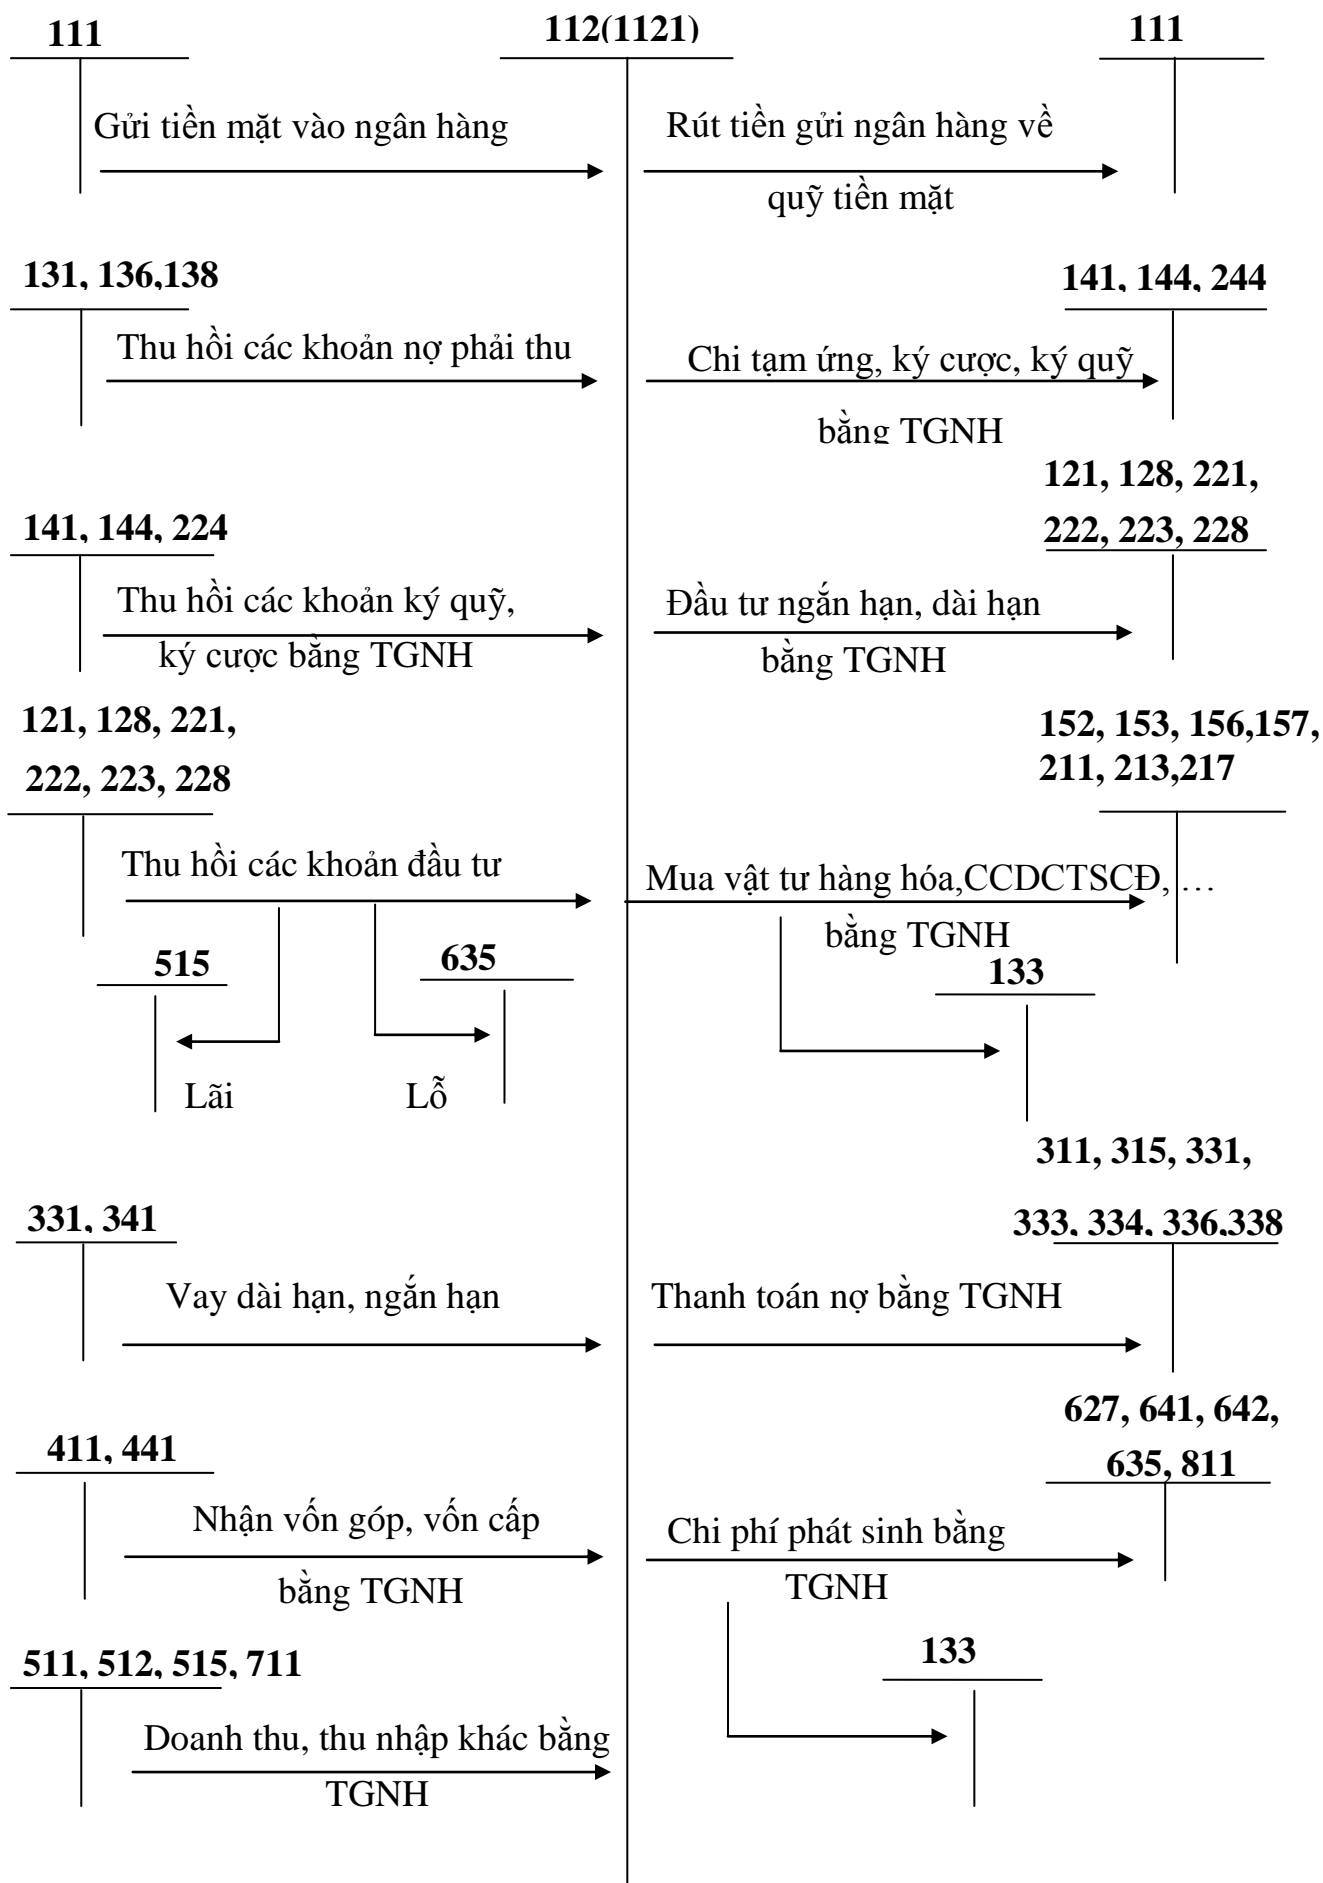 111
112(1121)
111
Gửi tiền mặt vào ngân hàng
Rút tiền gửi ngân hàng về
quỹ tiền mặt
131, 136,138
141, 144, 244
Thu hồi các khoản nợ phải thu
Chi tạm ứng, ký cược, ký quỹ
bằng TGNH
121, 128, 221,
222, 223, 228
141, 144, 224
Thu hồi các khoản ký quỹ,
ký cược bằng TGNH
Đầu tư ngắn hạn, dài hạn
bằng TGNH
121, 128, 221,
222, 223, 228
152, 153, 156,157,
211, 213,217
Thu hồi các khoản đầu tư
Mua vật tư hàng hóa,CCDCTSCĐ, …
bằng TGNH
515
635
133
Lãi
Lỗ
311, 315, 331,
333, 334, 336,338
331, 341
Vay dài hạn, ngắn hạn
Thanh toán nợ bằng TGNH
627, 641, 642,
635, 811
411, 441
Nhận vốn góp, vốn cấp
bằng TGNH
Chi phí phát sinh bằng
TGNH
511, 512, 515, 711
133
Doanh thu, thu nhập khác bằng
TGNH